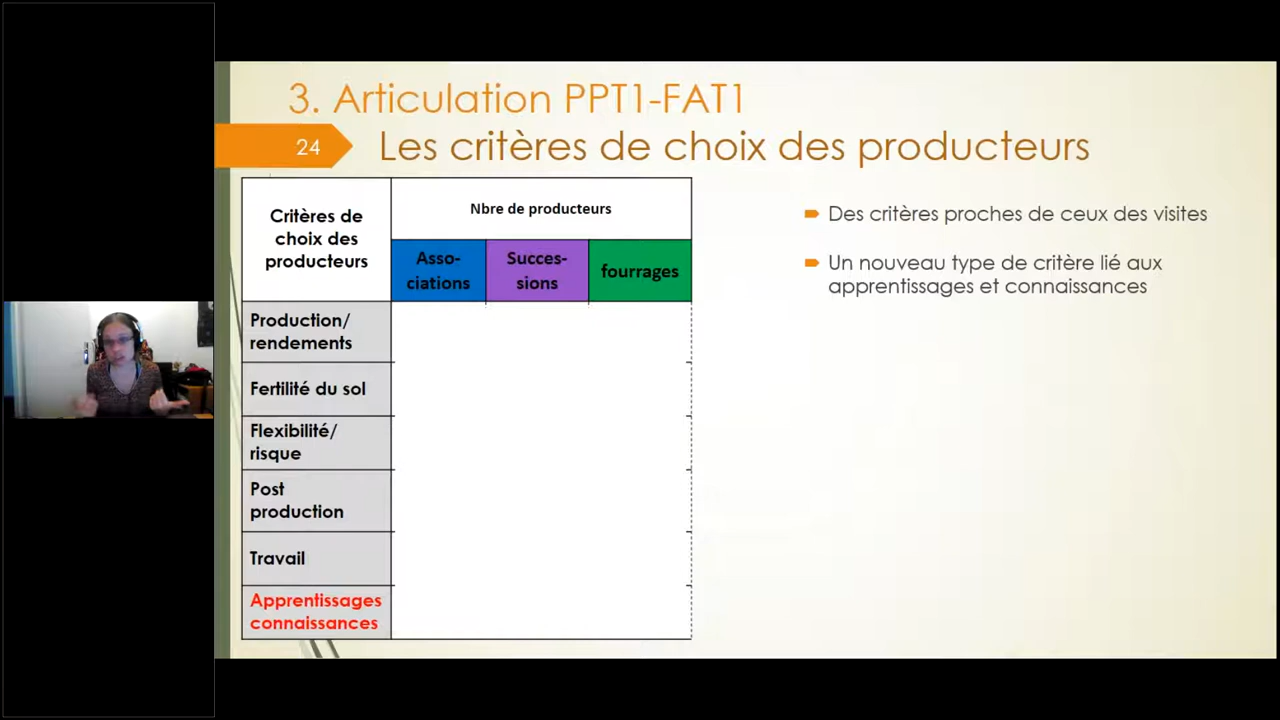 3. Articulation PPT1-FAT1
24
Les critères de choix des producteurs
Critères de
choix des
producteurs
Nbre de producteurs
Asso-
ciations
Succes-
sions
fourrages
Production/
rendements
Fertilité du sol
Flexibilité/
risque
Post
production
Travail
Apprentissages
connaissances
Des critères proches de ceux des visites
Un nouveau type de critère lié aux
apprentissages et connaissances